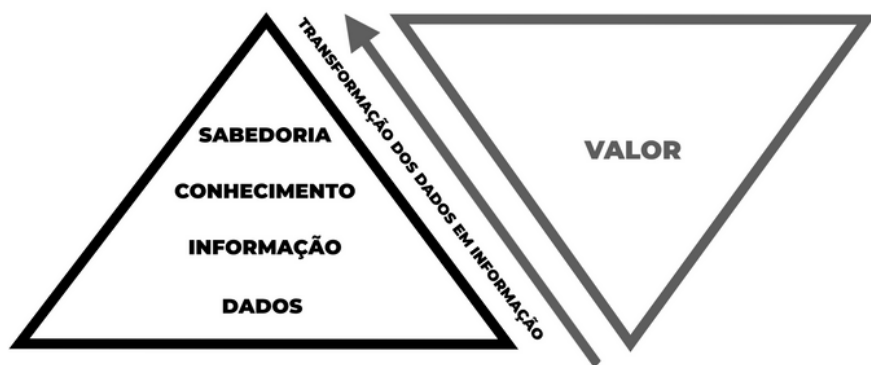 SABEDORIA
CONHECIMENTO
INFORMAÇÃO
DADOS
TRANSFORMAÇÃO DOS DADOS EM INFORMAÇÃO
VALOR